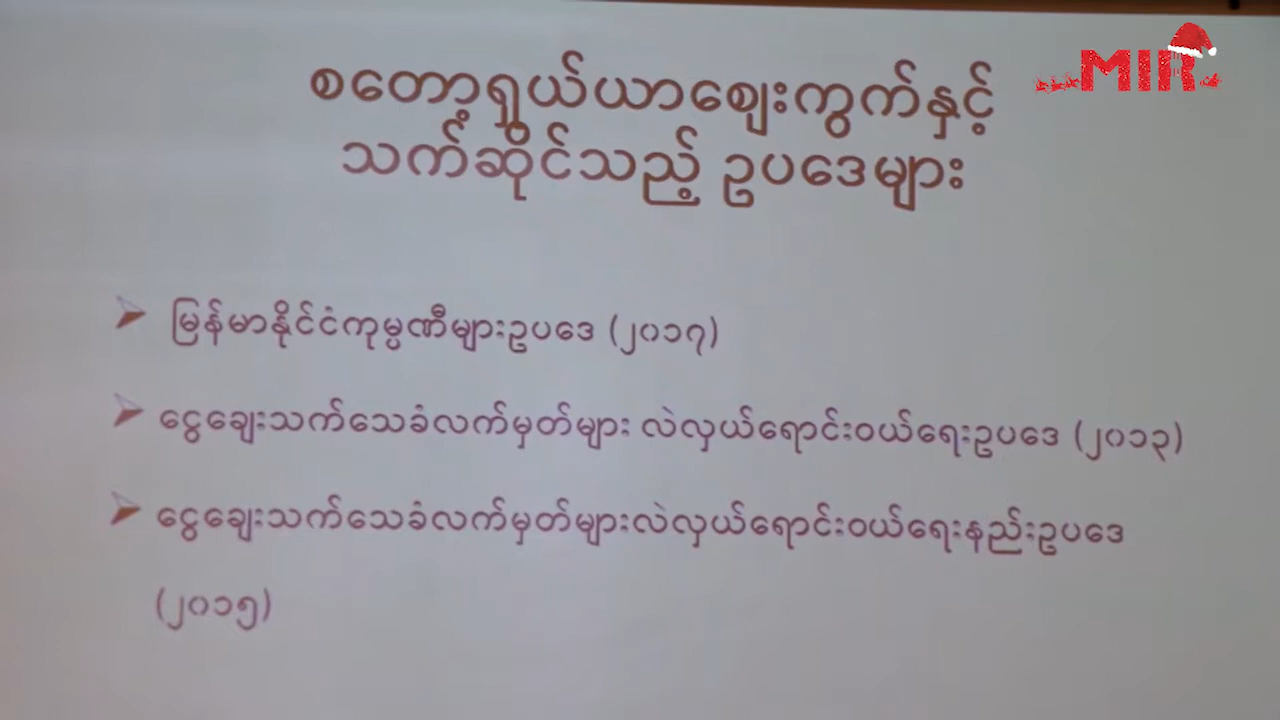 MIR
စတော့ရှယ်ယာဈေးကွက်နှင့်
သက်ဆိုင်သည့် ဥပဒေများ
မြန်မာနိုင်ငံကုမ္ပဏီများဥပဒေ (၂၀၁၇)
ငွေချေးသက်သေခံလက်မှတ်များ လဲလှယ်ရောင်းဝယ်ရေးဥပဒေ (၂၀၁၃)
ငွေချေးသက်သေခံလက်မှတ်များလဲလှယ်ရောင်းဝယ်ရေးနည်းဥပဒေ
(၂၀၁၅)